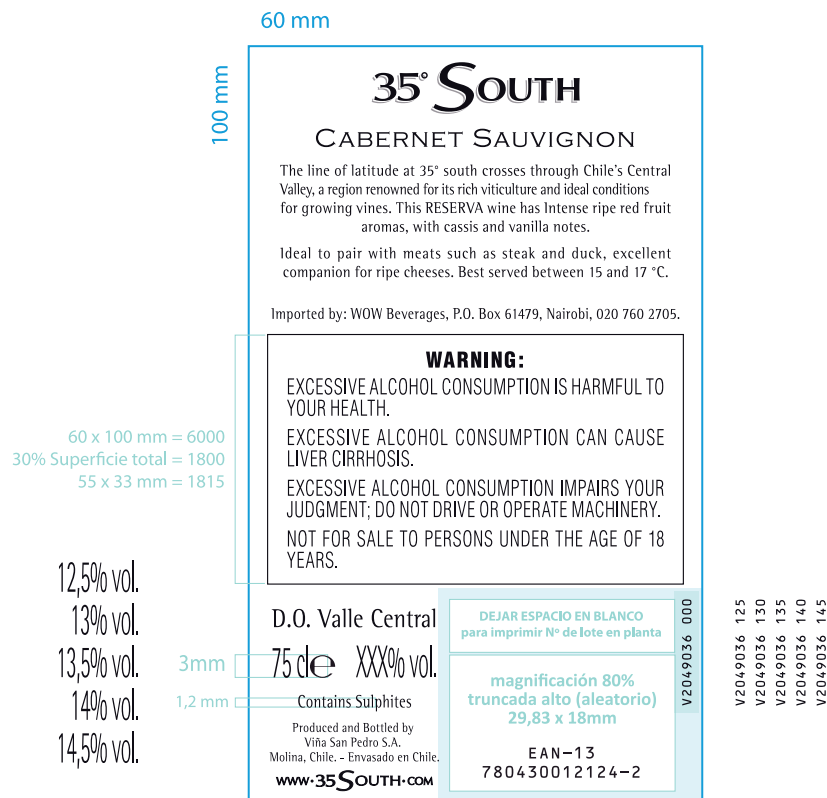 60 mm
100 mm
35° SOUTH
CABERNET SAUVIGNON
The line of latitude at 35° south crosses through Chile's Central
Valley, a region renowned for its rich viticulture and ideal conditions
for growing vines. This RESERVA wine has Intense ripe red fruit
aromas, with cassis and vanilla notes.
Ideal to pair with meats such as steak and duck, excellent
companion for ripe cheeses. Best served between 15 and 17 °C.
Imported by: WOW Beverages, P.O. Box 61479, Nairobi, 020 760 2705.
WARNING:
EXCESSIVE ALCOHOL CONSUMPTION IS HARMFUL TO
YOUR HEALTH.
EXCESSIVE ALCOHOL CONSUMPTION CAN CAUSE
LIVER CIRRHOSIS.
EXCESSIVE ALCOHOL CONSUMPTION IMPAIRS YOUR
JUDGMENT; DO NOT DRIVE OR OPERATE MACHINERY.
NOT FOR SALE TO PERSONS UNDER THE AGE OF 18
YEARS.
60 x 100 mm = 6000
30% Superficie total = 1800
55 x 33 mm = 1815
12,5% vol.
13% vol.
13,5% vol.
14% vol.
14,5% vol.
3mm
1,2 mm
D.O. Valle Central
75 cl e XXX% vol.
Contains Sulphites
Produced and Bottled by
Viña San Pedro S.A.
Molina, Chile. - Envasado en Chile.
WWW·35SOUTH·COM
DEJAR ESPACIO EN BLANCO
para imprimir Nº de lote en planta
magnificación 80%
truncada alto (aleatorio)
29,83 x 18mm
EAN-13
780430012124-2
V2049036 000
V2049036 125
V2049036 130
V2049036 135
V2049036 140
V2049036 145